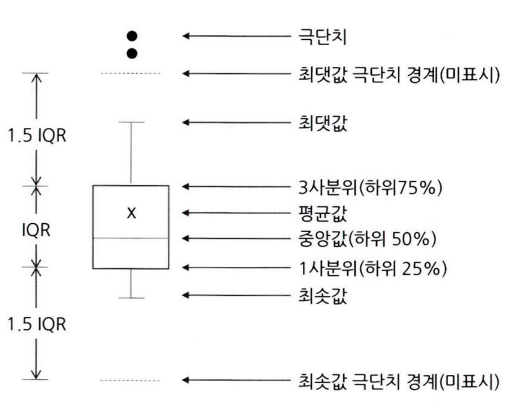 극단치
최댓값 극단치 경계(미표시)
최댓값
1.5 IQR
3사분위(하위75%)
x
평균값
IQR
중앙값(하위 50%)
1사분위(하위 25%)
최솟값
1.5 IQR
최솟값 극단치 경계(미표시)